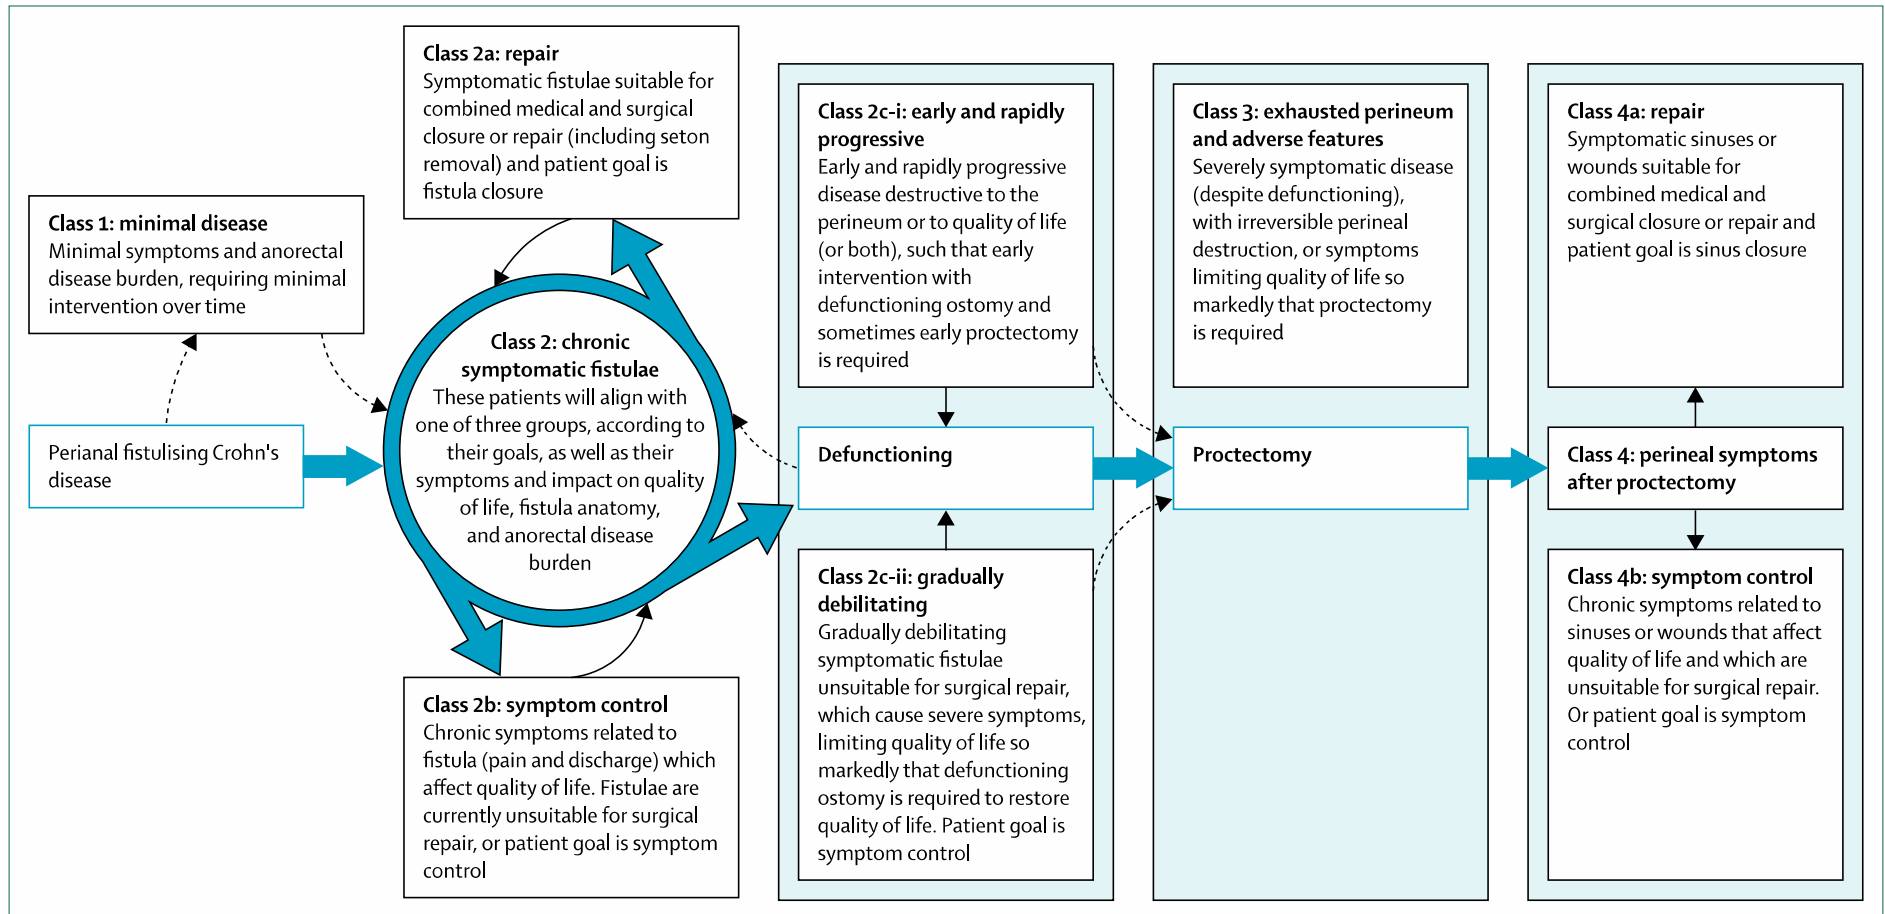 Class 1: minimal disease
Minimal symptoms and anorectal
disease burden, requiring minimal
intervention over time
Perianal fistulising Crohn's
disease
Class 2a: repair
Symptomatic fistulae suitable for
combined medical and surgical
closure or repair (including seton
removal) and patient goal is
fistula closure
Class 2: chronic
symptomatic fistulae
These patients will align with
one of three groups, according to
their goals, as well as their
symptoms and impact on quality
of life, fistula anatomy,
and anorectal disease
burden
Class 2b: symptom control
Chronic symptoms related to
fistula (pain and discharge) which
affect quality of life. Fistulae are
currently unsuitable for surgical
repair, or patient goal is symptom
control
Class 2c-i: early and rapidly
progressive
Early and rapidly progressive
disease destructive to the
perineum or to quality of life
(or both), such that early
intervention with
defunctioning ostomy and
sometimes early proctectomy
is required
Defunctioning
Class 2c-ii: gradually
debilitating
Gradually debilitating
symptomatic fistulae
unsuitable for surgical repair,
which cause severe symptoms,
limiting quality of life so
markedly that defunctioning
ostomy is required to restore
quality of life. Patient goal is
symptom control
Class 3: exhausted perineum
and adverse features
Severely symptomatic disease
(despite defunctioning),
with irreversible perineal
destruction, or symptoms
limiting quality of life so
markedly that proctectomy
is required
Proctectomy
Class 4a: repair
Symptomatic sinuses or
wounds suitable for
combined medical and
surgical closure or repair and
patient goal is sinus closure
Class 4: perineal symptoms
after proctectomy
Class 4b: symptom control
Chronic symptoms related to
sinuses or wounds that affect
quality of life and which are
unsuitable for surgical repair.
Or patient goal is symptom
control